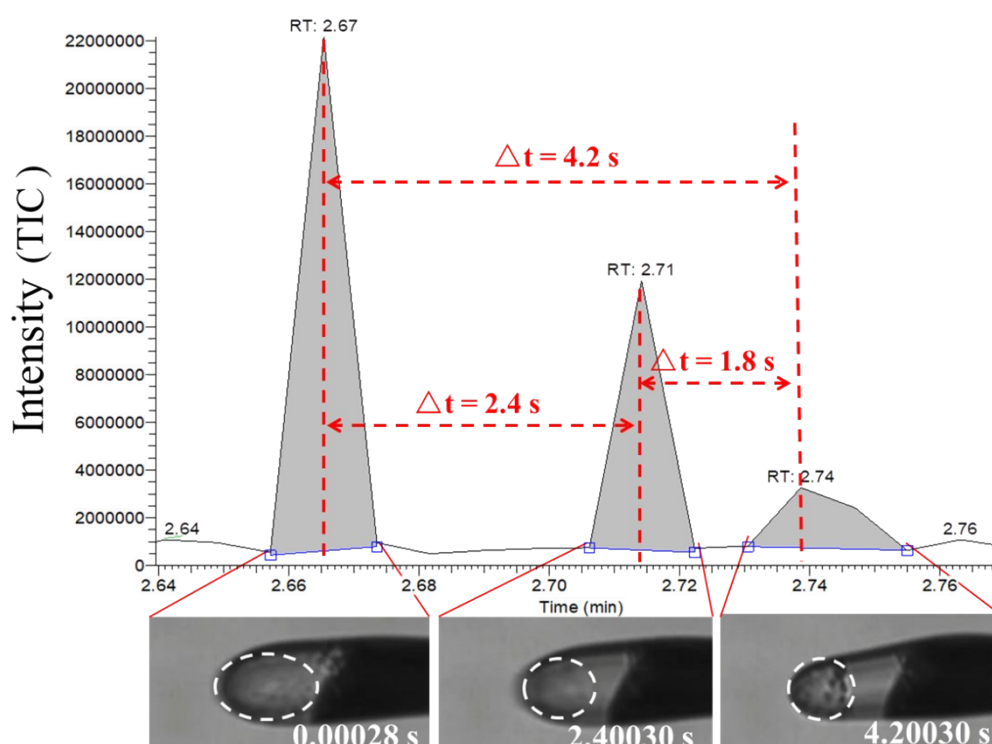 RT: 2.67
22000000
20000000
18000000
16000000
14000000
12000000
10000000
8000000
6000000
4000000
2000000
0
Intensity (TIC )
△t = 4.2 s
RT: 2.71
△t = 1.8 s
△t = 2.4 s
RT: 2.74
2.64
2.76
2.64
2.66
2.68
2.70
2.72
2.74
2.76
Time (min)
0.00028 s
2.40030 s
4.20030 s